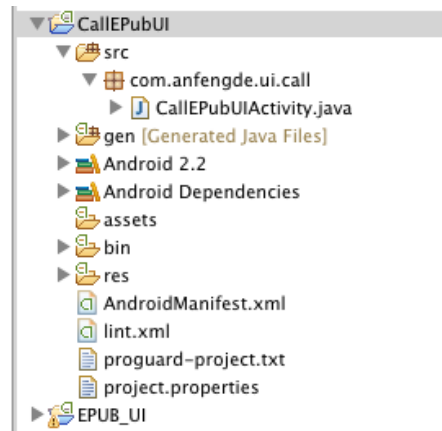 CallEPubUI
src
com.anfengde.ui.call
CallEPubUIActivity.java
gen [Generated Java Files]
Android 2.2
Android Dependencies
assets
bin
res
AndroidManifest.xml
lint.xml
proguard-project.txt
project.properties
EPUB_UI